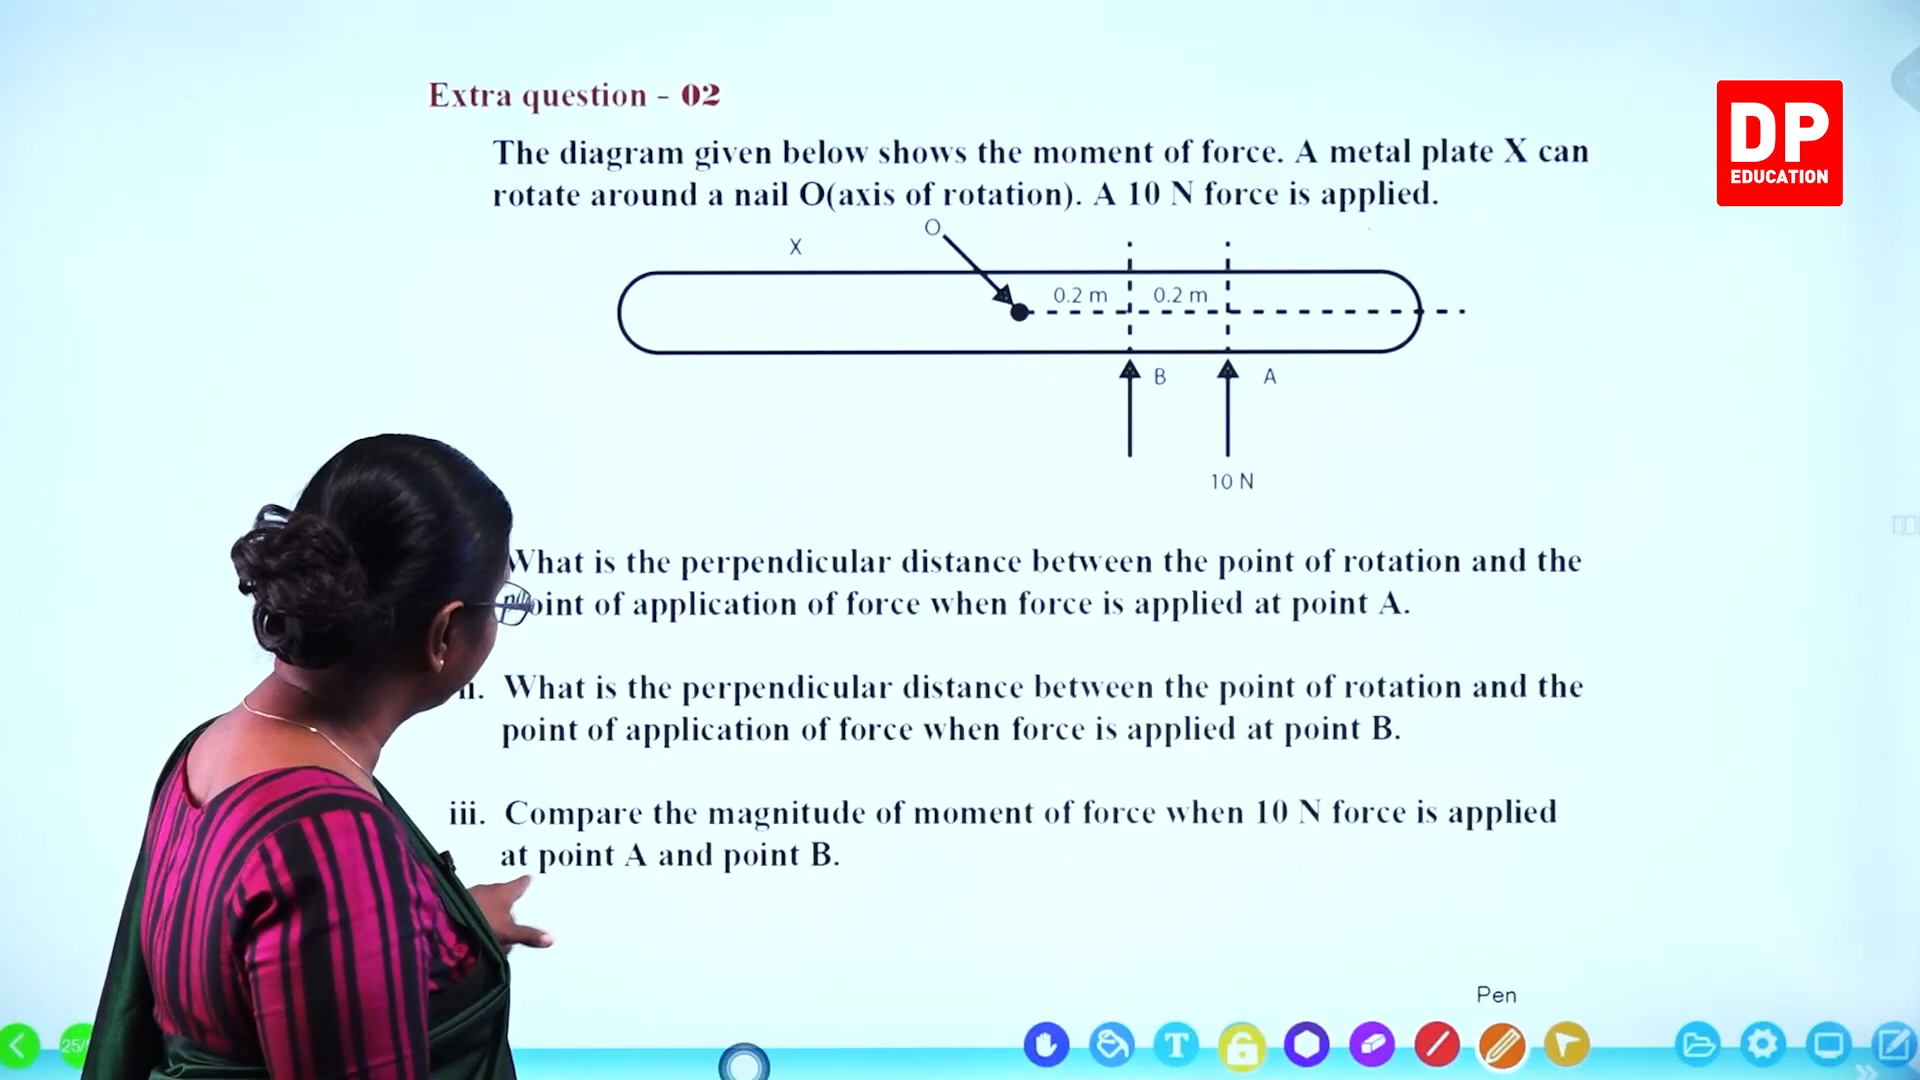 Extra question - 02
DP
EDUCATION
The diagram given below shows the moment of force. A metal plate X can
rotate around a nail O(axis of rotation). A 10 N force is applied.
O
X
0.2 m
0.2 m
B
A
10 N
What is the perpendicular distance between the point of rotation and the
point of application of force when force is applied at point A.
ii. What is the perpendicular distance between the point of rotation and the
point of application of force when force is applied at point B.
iii. Compare the magnitude of moment of force when 10 N force is applied
at point A and point B.
Pen
T